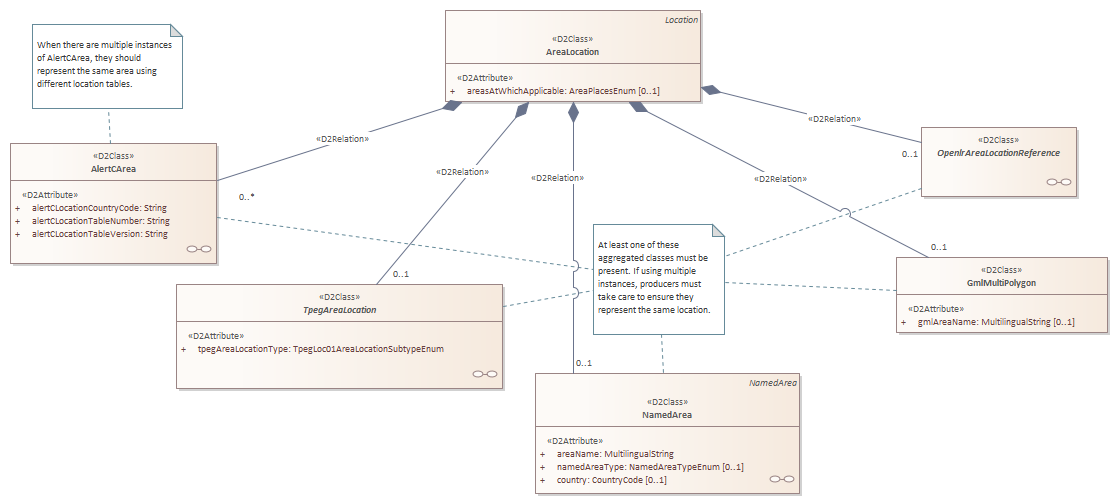 When there are multiple instances
of AlertCArea, they should
represent the same area using
different location tables.
Location
«D2Class»
AreaLocation
«D2Attribute»
+ areasAtWhichApplicable: AreaPlacesEnum [0..1]
«D2Relation»
«D2Relation»
«D2Relation»
«D2Relation»
«D2Relation»
«D2Class»
AlertCArea
«D2Attribute»
+ alertCLocationCountryCode: String
+ alertCLocationTableNumber: String
+ alertCLocationTableVersion: String
0..*
«D2Class»
OpenlrAreaLocationReference
0..1
At least one of these
aggregated classes must be
present. If using multiple
instances, producers must
take care to ensure they
represent the same location.
0..1
«D2Class»
GmlMultiPolygon
«D2Attribute»
+ gmlAreaName: MultilingualString [0..1]
0..1
«D2Class»
TpegAreaLocation
«D2Attribute»
+ tpegAreaLocationType: TpegLoc01AreaLocationSubtypeEnum
0..1
NamedArea
«D2Class»
NamedArea
«D2Attribute»
+ areaName: MultilingualString
+ namedAreaType: NamedAreaTypeEnum [0..1]
+ country: CountryCode [0..1]